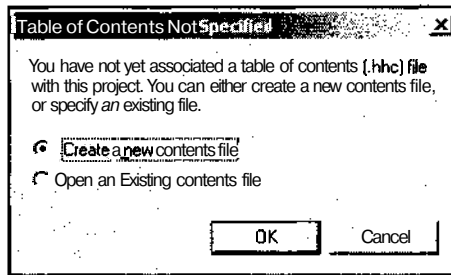 Table of Contents Not Specified
You have not yet associated a table of contents (.hhc) file
with this project. You can either create a new contents file,
or specify an existing file.
Create a new contents file
Open an Existing contents file
OK Cancel